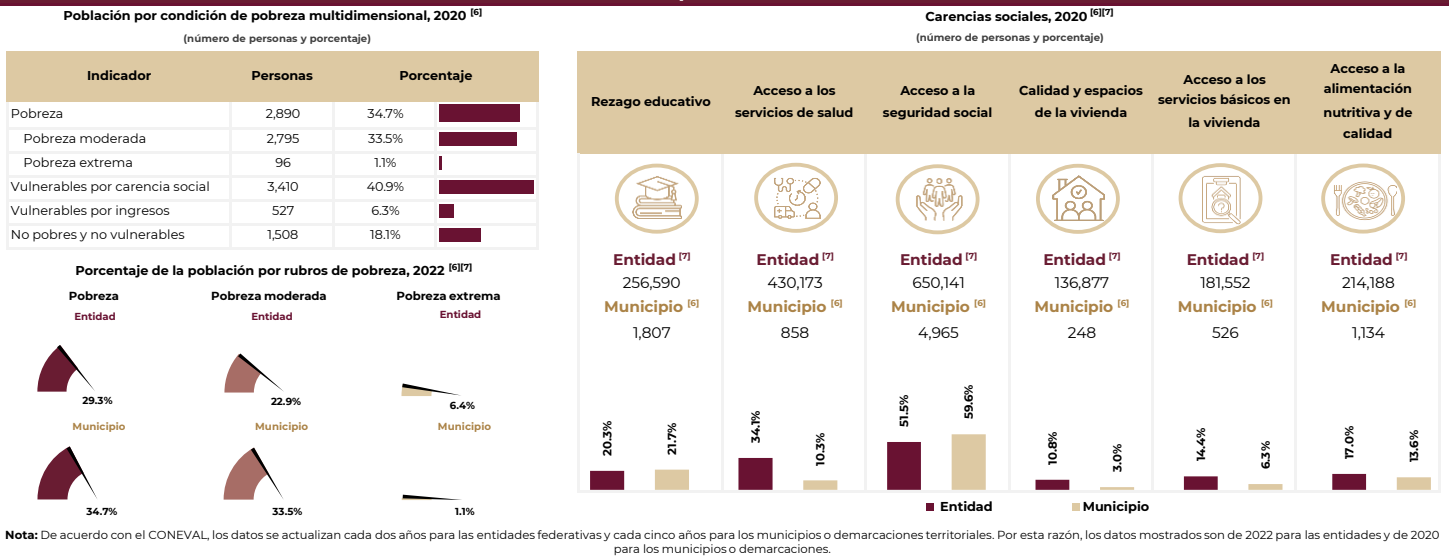 Población por condición de pobreza multidimensional, 2020 [6]
(número de personas y porcentaje)
Indicador Personas Porcentaje
Pobreza 2,890 34.7%
Pobreza moderada 2,795 33.5%
Pobreza extrema 96 1.1%
Vulnerables por carencia social 3,410 40.9%
Vulnerables por ingresos 527 6.3%
No pobres y no vulnerables 1,508 18.1%
Porcentaje de la población por rubros de pobreza, 2022 [6][7]
Pobreza Pobreza moderada Pobreza extrema
Entidad Entidad Entidad
29.3% 22.9% 6.4%
Municipio Municipio Municipio
34.7% 33.5% 1.1%
Carencias sociales, 2020 [6][7]
(número de personas y porcentaje)
Rezago educativo
Acceso a los
servicios de salud
Acceso a la
seguridad social
Calidad y espacios
de la vivienda
Acceso a los
servicios básicos en
la vivienda
Acceso a la
alimentación
nutritiva y de
calidad
Entidad [7] Entidad [7] Entidad [7] Entidad [7] Entidad [7] Entidad [7]
256,590 430,173 650,141 136,877 181,552 214,188
Municipio [6] Municipio [6] Municipio [6] Municipio [6] Municipio [6] Municipio [6]
1,807 858 4,965 248 526 1,134
20.3% 21.7% 34.1% 10.3% 51.5% 59.6% 10.8% 3.0% 14.4% 6.3% 17.0% 13.6%
Entidad Municipio
Nota: De acuerdo con el CONEVAL, los datos se actualizan cada dos años para las entidades federativas y cada cinco años para los municipios o demarcaciones territoriales. Por esta razón, los datos mostrados son de 2022 para las entidades y de 2020
para los municipios o demarcaciones.